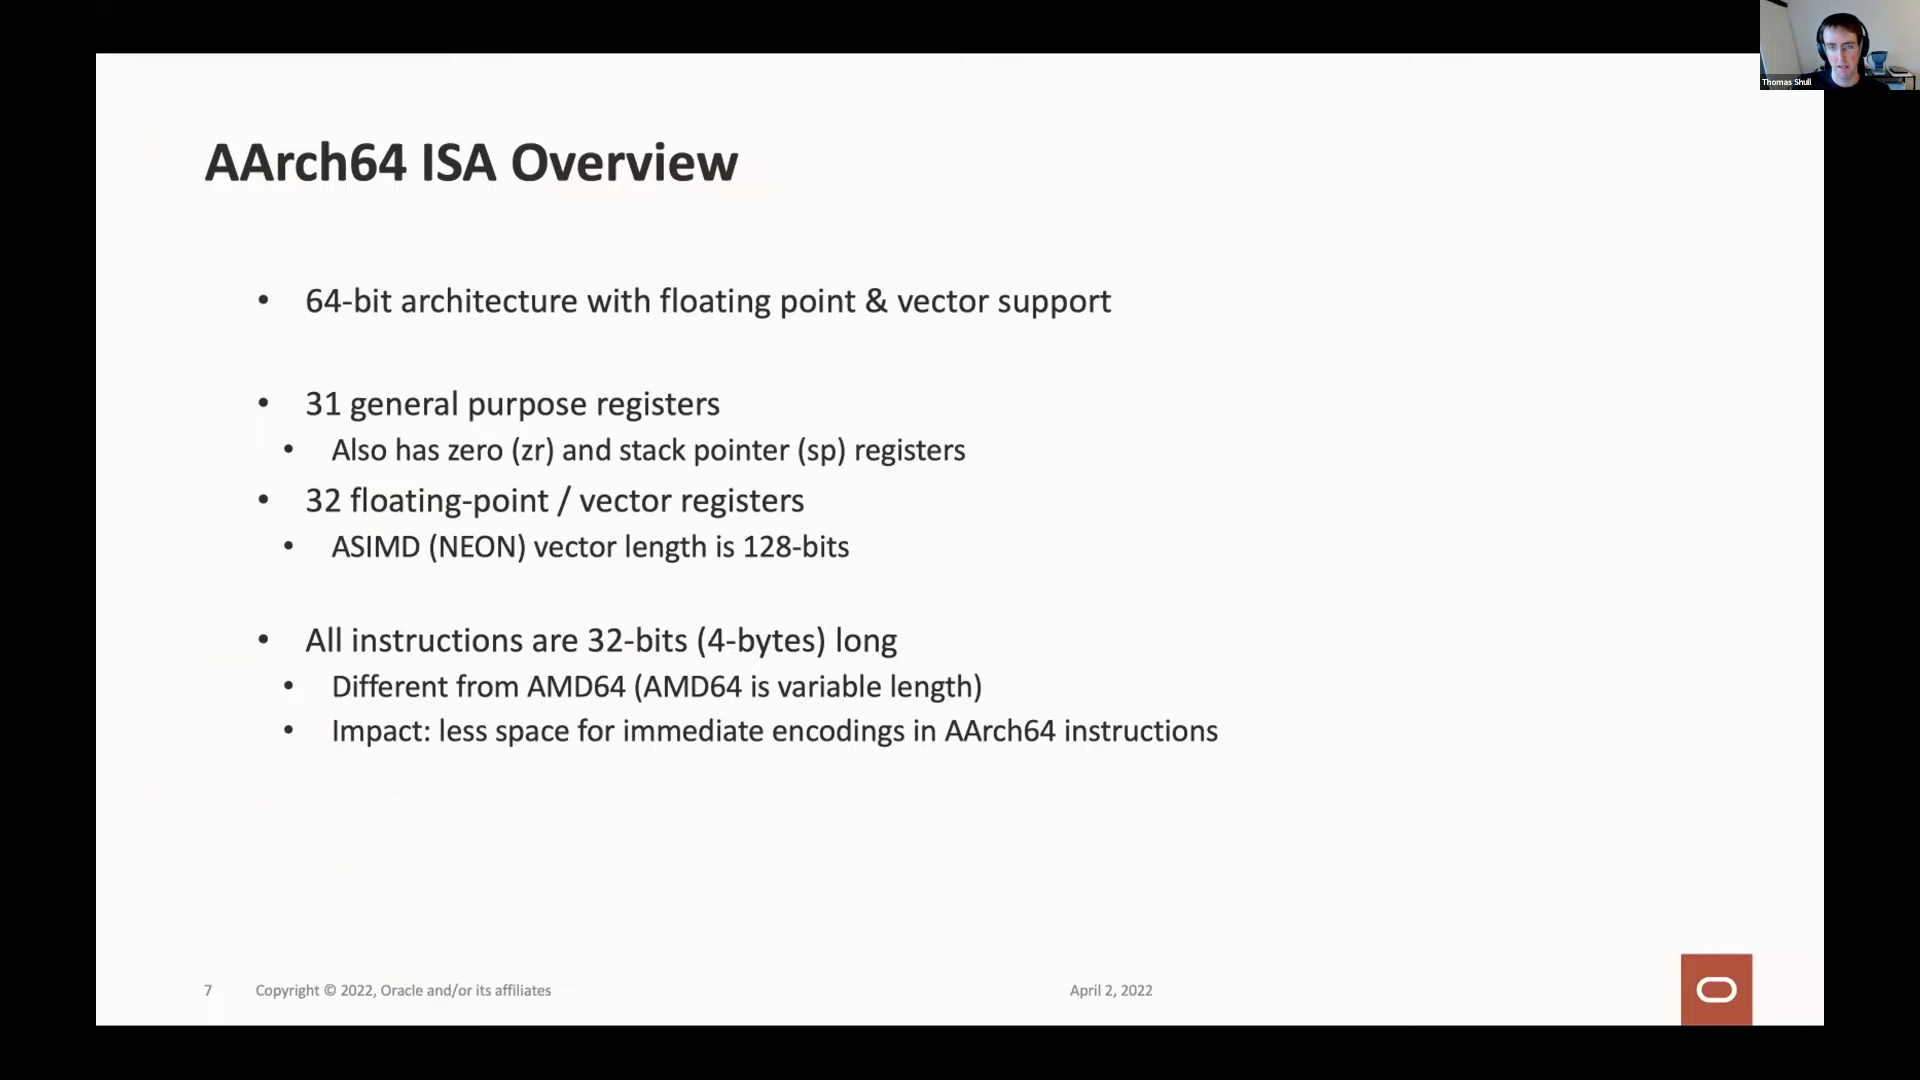 Thomas Shull
AArch64 ISA Overview
• 64-bit architecture with floating point & vector support
• 31 general purpose registers
• Also has zero (zr) and stack pointer (sp) registers
• 32 floating-point / vector registers
• ASIMD (NEON) vector length is 128-bits
• All instructions are 32-bits (4-bytes) long
• Different from AMD64 (AMD64 is variable length)
• Impact: less space for immediate encodings in AArch64 instructions
7 Copyright © 2022, Oracle and/or its affiliates April 2, 2022